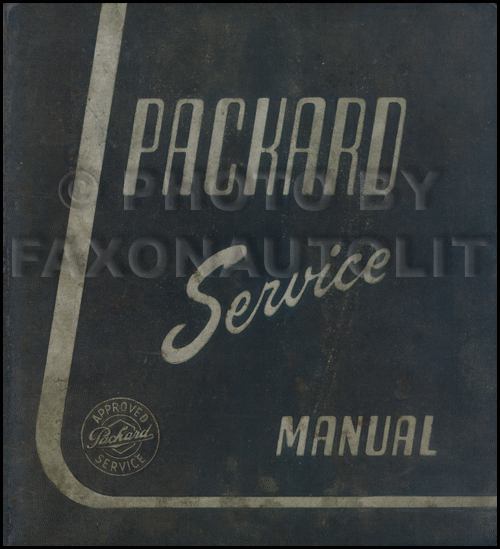 PACKARD
© PHOTO BY
FAXONAUTOLIT
Service
MANUAL
APPROVED
Packard
SERVICE